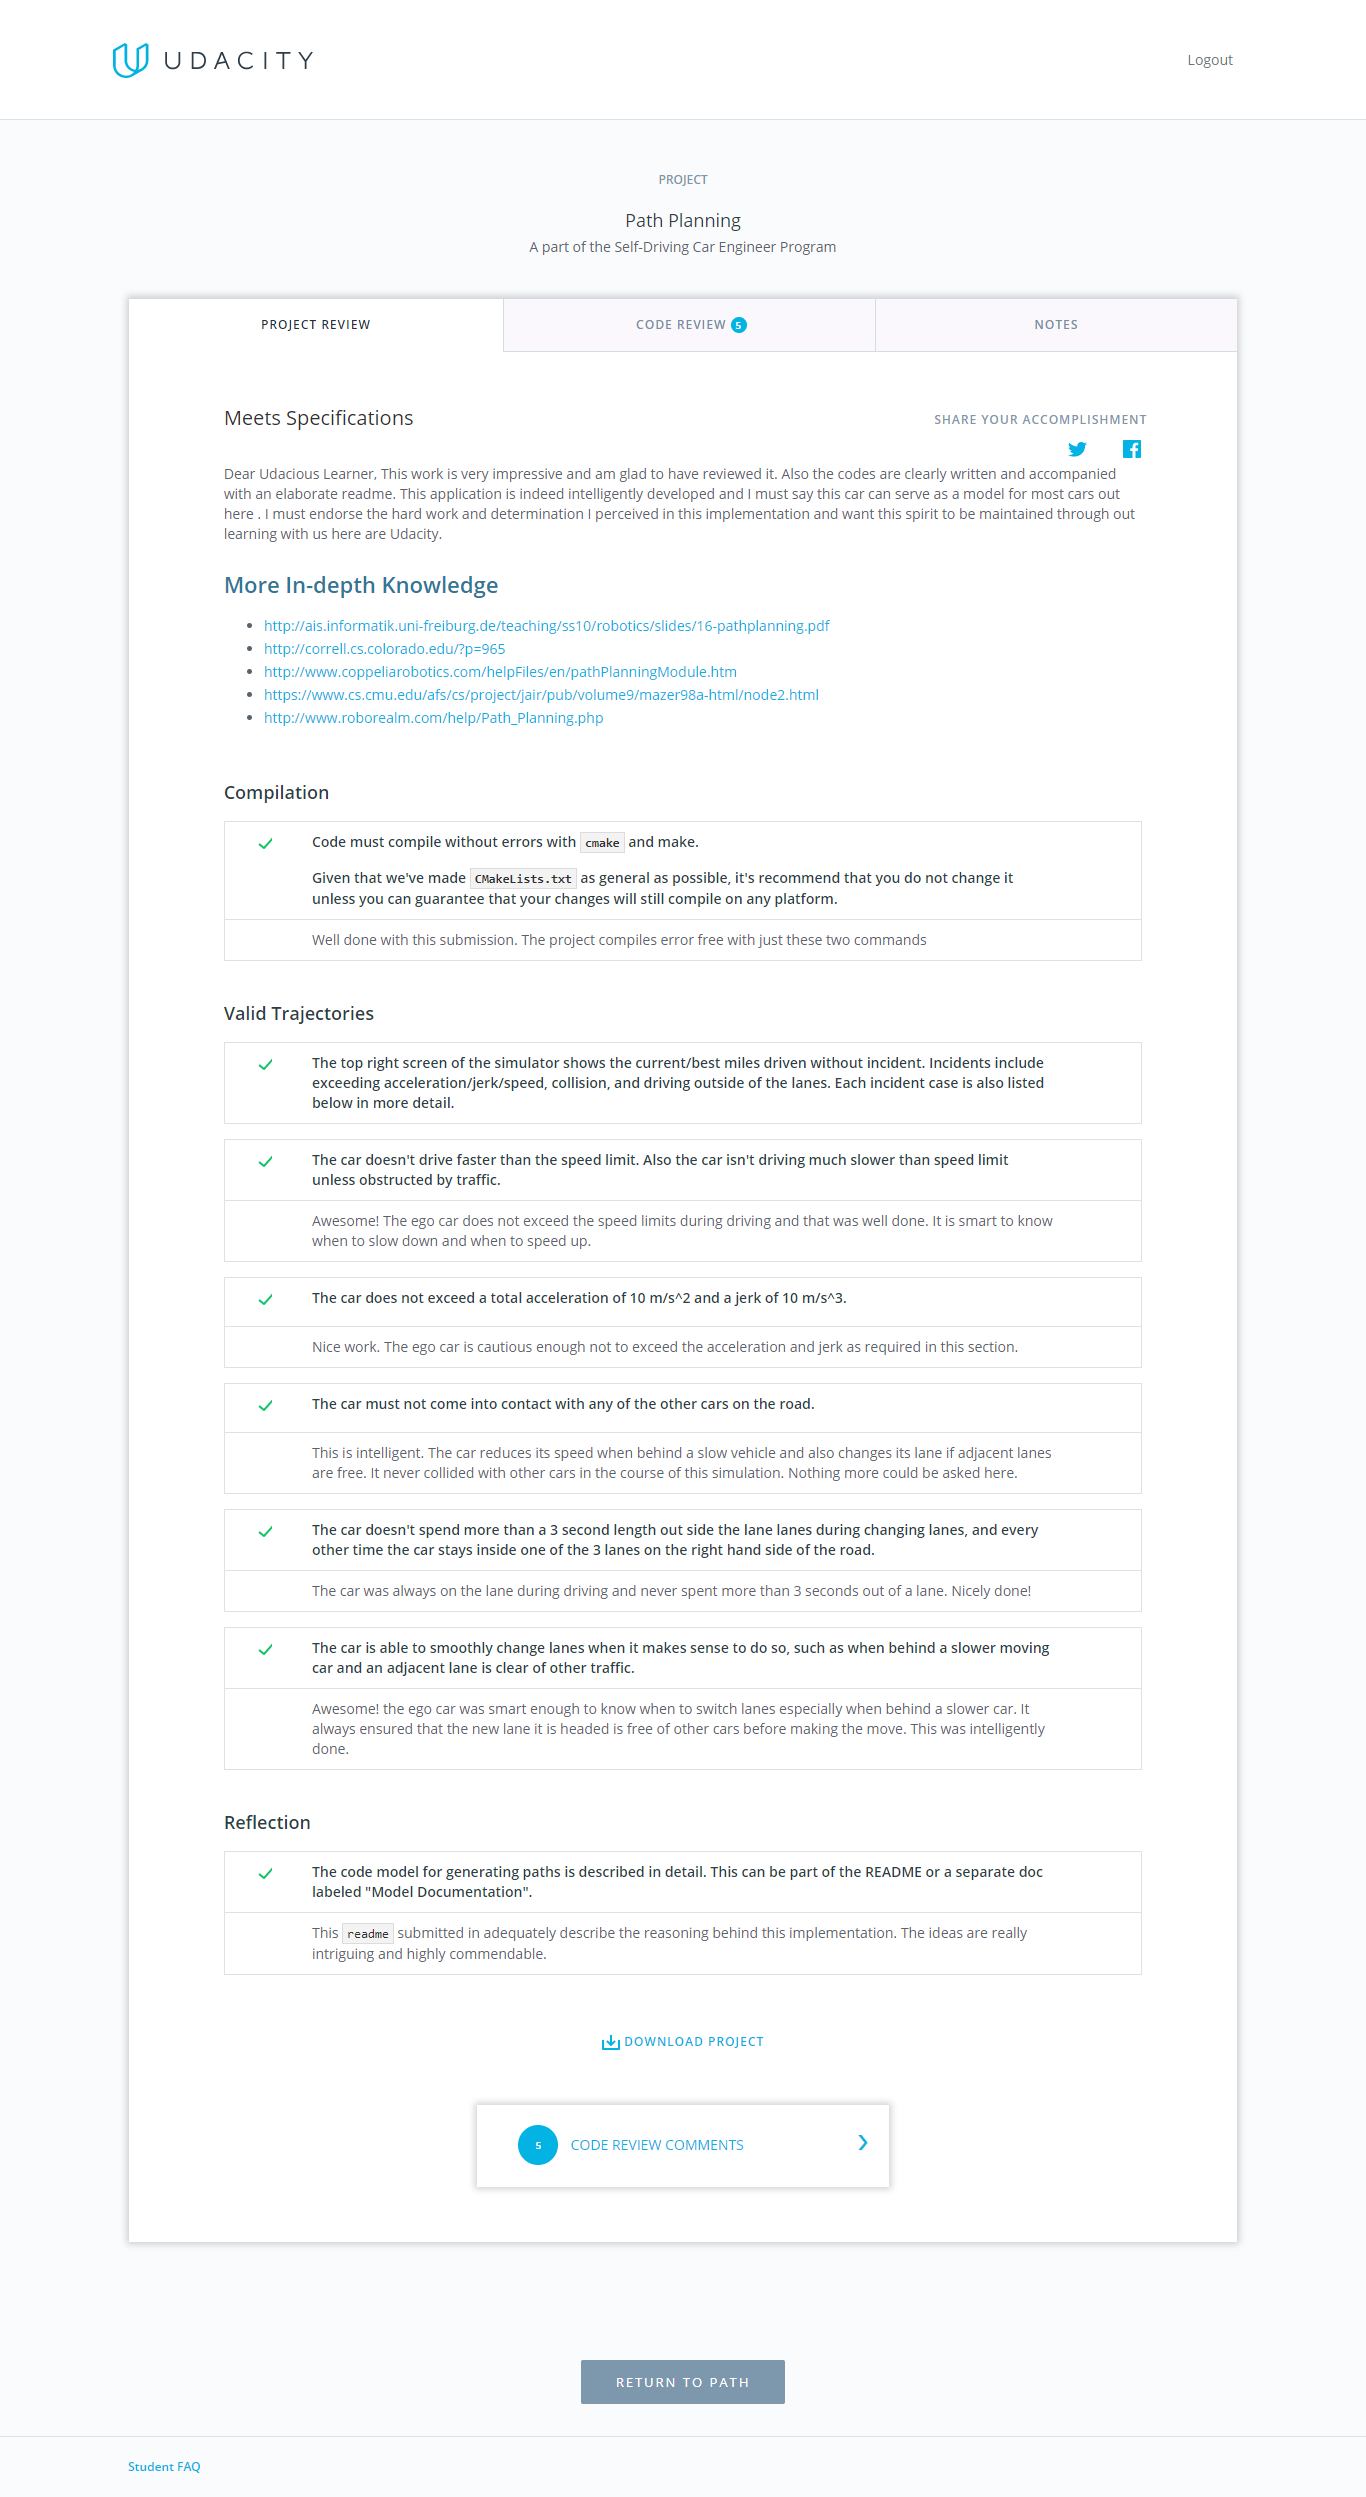 UDACITY
Logout
PROJECT
Path Planning
A part of the Self-Driving Car Engineer Program
PROJECT REVIEW
CODE REVIEW 5
NOTES
Meets Specifications
SHARE YOUR ACCOMPLISHMENT
Dear Udacious Learner, This work is very impressive and am glad to have reviewed it. Also the codes are clearly written and accompanied
with an elaborate readme. This application is indeed intelligently developed and I must say this car can serve as a model for most cars out
here . I must endorse the hard work and determination I perceived in this implementation and want this spirit to be maintained through out
learning with us here are Udacity.
More In-depth Knowledge
http://ais.informatik.uni-freiburg.de/teaching/ss10/robotics/slides/16-pathplanning.pdf
http://correll.cs.colorado.edu/?p=965
http://www.coppeliarobotics.com/helpFiles/en/pathPlanningModule.htm
https://www.cs.cmu.edu/afs/cs/project/jair/pub/volume9/mazer98a-html/node2.html
http://www.roborealm.com/help/Path_Planning.php
Compilation
Code must compile without errors with cmake and make.
Given that we've made CMakeLists.txt as general as possible, it's recommend that you do not change it
unless you can guarantee that your changes will still compile on any platform.
Well done with this submission. The project compiles error free with just these two commands
Valid Trajectories
The top right screen of the simulator shows the current/best miles driven without incident. Incidents include
exceeding acceleration/jerk/speed, collision, and driving outside of the lanes. Each incident case is also listed
below in more detail.
The car doesn't drive faster than the speed limit. Also the car isn't driving much slower than speed limit
unless obstructed by traffic.
Awesome! The ego car does not exceed the speed limits during driving and that was well done. It is smart to know
when to slow down and when to speed up.
The car does not exceed a total acceleration of 10 m/s^2 and a jerk of 10 m/s^3.
Nice work. The ego car is cautious enough not to exceed the acceleration and jerk as required in this section.
The car must not come into contact with any of the other cars on the road.
This is intelligent. The car reduces its speed when behind a slow vehicle and also changes its lane if adjacent lanes
are free. It never collided with other cars in the course of this simulation. Nothing more could be asked here.
The car doesn't spend more than a 3 second length out side the lane lanes during changing lanes, and every
other time the car stays inside one of the 3 lanes on the right hand side of the road.
The car was always on the lane during driving and never spent more than 3 seconds out of a lane. Nicely done!
The car is able to smoothly change lanes when it makes sense to do so, such as when behind a slower moving
car and an adjacent lane is clear of other traffic.
Awesome! the ego car was smart enough to know when to switch lanes especially when behind a slower car. It
always ensured that the new lane it is headed is free of other cars before making the move. This was intelligently
done.
Reflection
The code model for generating paths is described in detail. This can be part of the README or a separate doc
labeled "Model Documentation".
This readme submitted in adequately describe the reasoning behind this implementation. The ideas are really
intriguing and highly commendable.
DOWNLOAD PROJECT
5 CODE REVIEW COMMENTS
RETURN TO PATH
Student FAQ